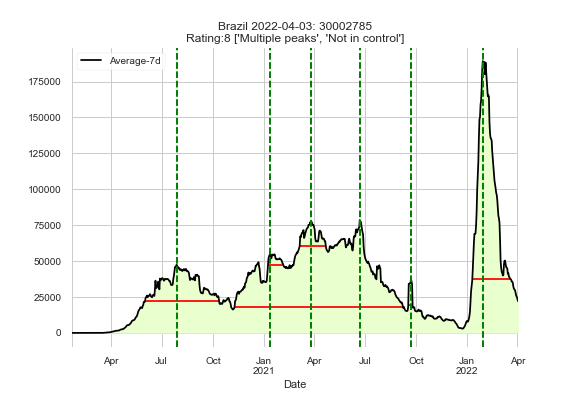 Brazil 2022-04-03: 30002785
Rating:8 ['Multiple peaks', 'Not in control']
Average-7d
175000
150000
125000
100000
75000
50000
25000
0
Apr Jul Oct Jan Apr Jul Oct Jan Apr
2021 2022
Date